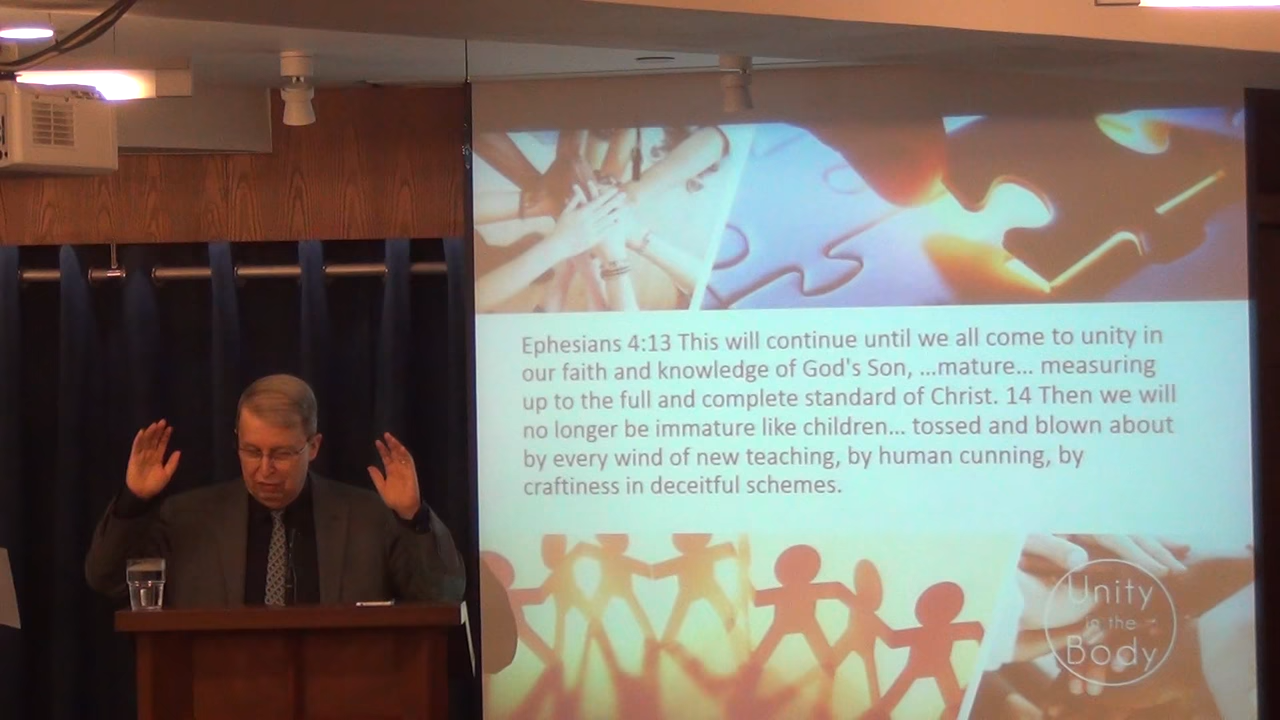 Ephesians 4:13 This will continue until we all come to unity in
our faith and knowledge of God's Son, ...mature... measuring
up to the full and complete standard of Christ. 14 Then we will
no longer be immature like children... tossed and blown about
by every wind of new teaching, by human cunning, by
craftiness in deceitful schemes.
Unity
in the
Body